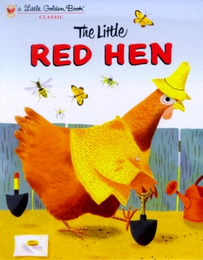 a Little Golden Book®
CLASSIC
The Little
RED HEN